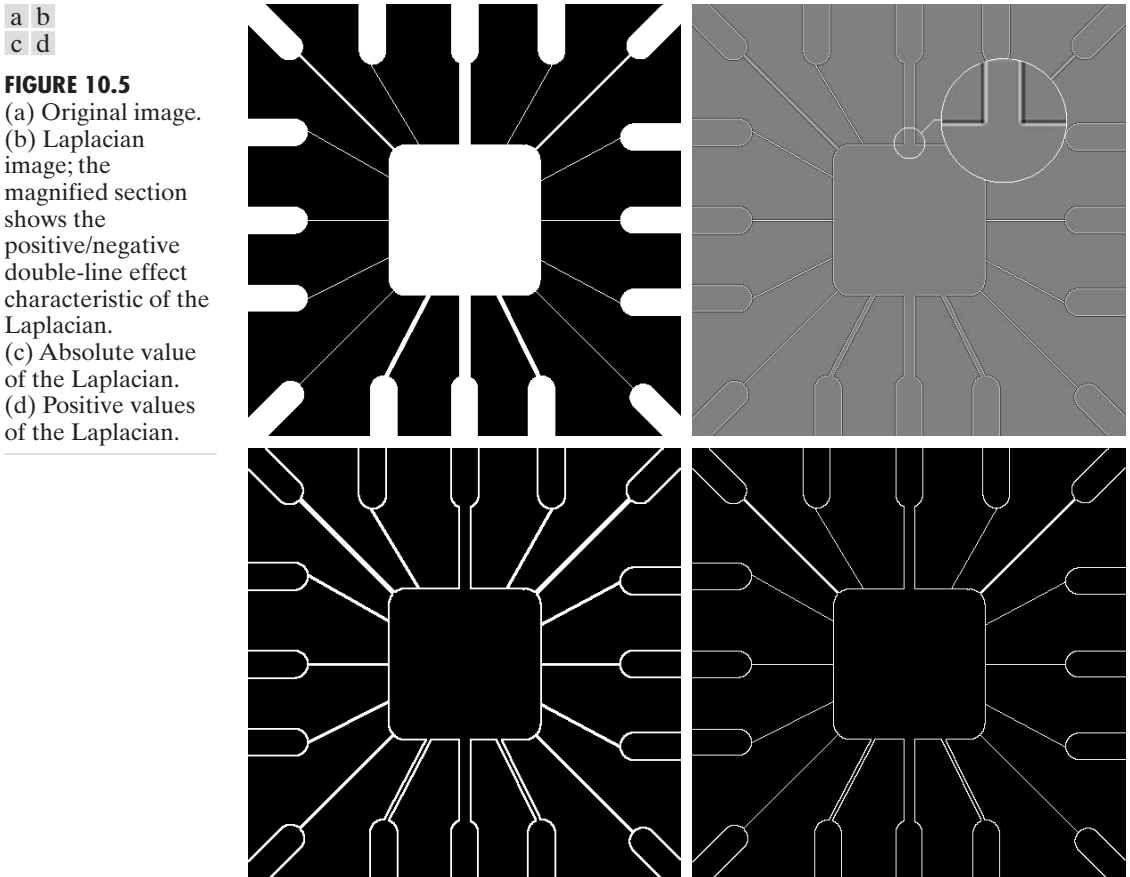 a b
c d
FIGURE 10.5
(a) Original image.
(b) Laplacian
image; the
magnified section
shows the
positive/negative
double-line effect
characteristic of the
Laplacian.
(c) Absolute value
of the Laplacian.
(d) Positive values
of the Laplacian.